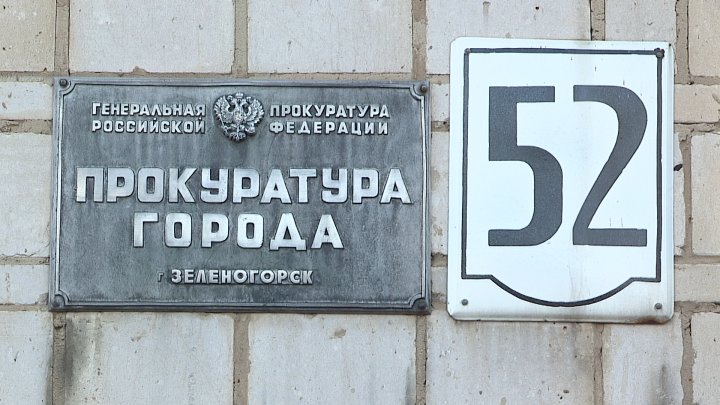 ГЕНЕРАЛЬНАЯ ПРОКУРАТУРА
РОССИЙСКОЙ ФЕДЕРАЦИИ
ПРОКУРАТУРА
ГОРОДА
г ЗЕЛЕНОГОРСК
52